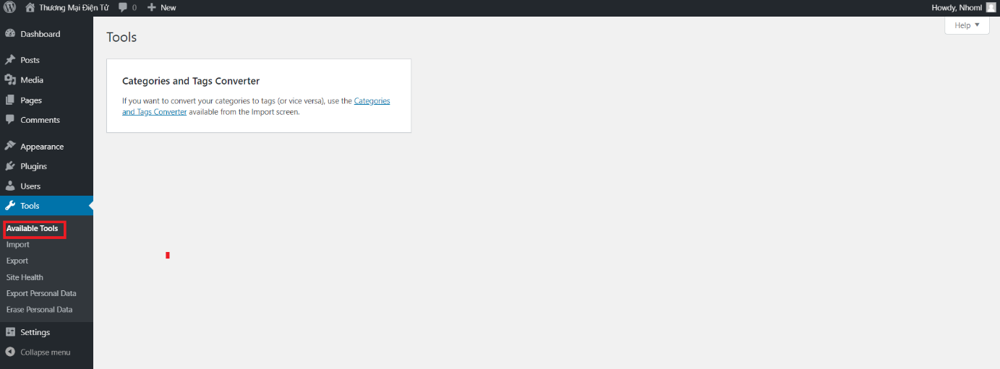 Thương Mại Điện Tử 0 New Howdy, Nhoml
Help
Dashboard
Posts
Media
Pages
Comments
Appearance
Plugins
Users
Tools
Available Tools
Import
Export
Site Health
Export Personal Data
Erase Personal Data
Settings
Collapse menu
Tools
Categories and Tags Converter
If you want to convert your categories to tags (or vice versa), use the Categories
and Tags Converter available from the Import screen.